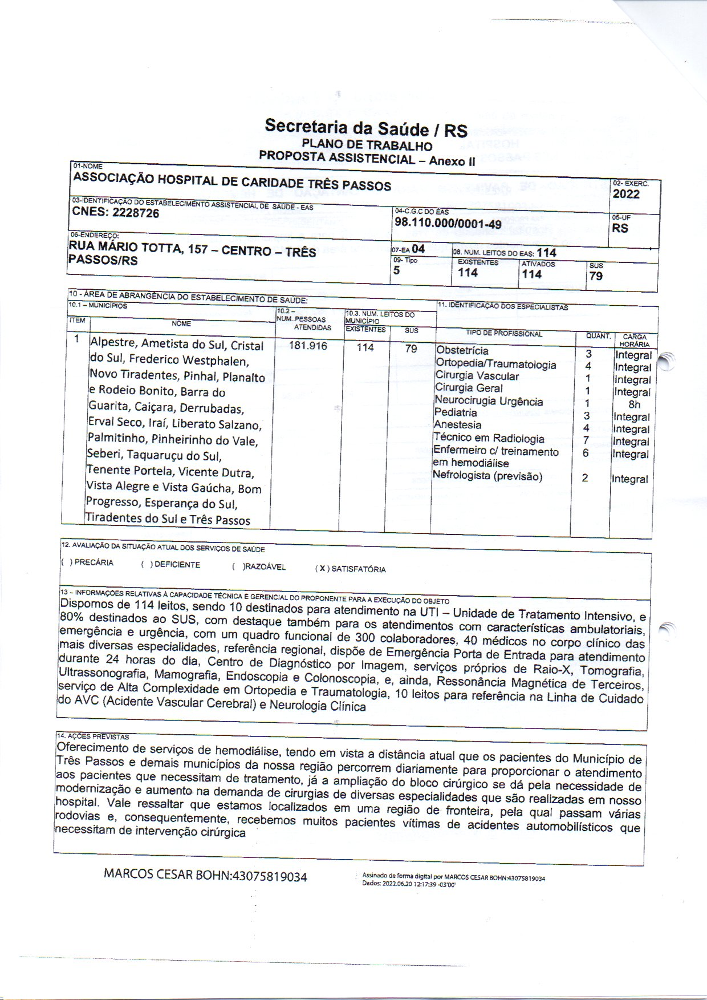 Secretaria da Saúde / RS
PLANO DE TRABALHO
PROPOSTA ASSISTENCIAL – Anexo II
01-NOME
ASSOCIAÇÃO HOSPITAL DE CARIDADE TRÊS PASSOS
02- EXERC.
2022
03-IDENTIFICAÇÃO DO ESTABELECIMENTO ASSISTENCIAL DE SAÚDE - EAS
CNES: 2228726
04-C.G.C DO EAS
98.110.000/0001-49
05-UF
RS
06-ENDEREÇO:
RUA MÁRIO TOTTA, 157 – CENTRO – TRÊS
PASSOS/RS
07-EA 04
08. NUM. LEITOS DO EAS: 114
09- Tipo
5
EXISTENTES
114
ATIVADOS
114
SUS
79
10 - ÁREA DE ABRANGÊNCIA DO ESTABELECIMENTO DE SAÚDE:
10.1 – MUNICÍPIOS
10.2 –
NUM..PESSOAS
ATENDIDAS
10.3. NUM. LEITOS DO
MUNICÍPIO
11. IDENTIFICAÇÃO DOS ESPECIALISTAS
ITEM
NOME
EXISTENTES
SUS
TIPO DE PROFISSIONAL
QUANT.
CARGA
HORÁRIA
1
Alpestre, Ametista do Sul, Cristal
do Sul, Frederico Westphalen,
Novo Tiradentes, Pinhal, Planalto
e Rodeio Bonito, Barra do
Guarita, Caiçara, Derrubadas,
Erval Seco, Iraí, Liberato Salzano,
Palmitinho, Pinheirinho do Vale,
Seberi, Taquaruçu do Sul,
Tenente Portela, Vicente Dutra,
Vista Alegre e Vista Gaúcha, Bom
Progresso, Esperança do Sul,
Tiradentes do Sul e Três Passos
181.916
114
79
Obstetrícia 3 Integral
Ortopedia/Traumatologia 4 Integral
Cirurgia Vascular 1 Integral
Cirurgia Geral 1 Integral
Neurocirugia Urgência 1 8h
Pediatria 3 Integral
Anestesia 4 Integral
Técnico em Radiologia 7 Integral
Enfermeiro c/ treinamento 6 Integral
em hemodiálise
Nefrologista (previsão) 2 Integral
12. AVALIAÇÃO DA SITUAÇÃO ATUAL DOS SERVIÇOS DE SAÚDE
( ) PRECÁRIA ( ) DEFICIENTE ( )RAZOÁVEL ( X ) SATISFATÓRIA
13 – INFORMAÇÕES RELATIVAS À CAPACIDADE TÉCNICA E GERENCIAL DO PROPONENTE PARA A EXECUÇÃO DO OBJETO
Dispomos de 114 leitos, sendo 10 destinados para atendimento na UTI – Unidade de Tratamento Intensivo, e
80% destinados ao SUS, com destaque também para os atendimentos com características ambulatoriais,
emergência e urgência, com um quadro funcional de 300 colaboradores, 40 médicos no corpo clínico das
mais diversas especialidades, referência regional, dispõe de Emergência Porta de Entrada para atendimento
durante 24 horas do dia, Centro de Diagnóstico por Imagem, serviços próprios de Raio-X, Tomografia,
Ultrassonografia, Mamografia, Endoscopia e Colonoscopia, e, ainda, Ressonância Magnética de Terceiros,
serviço de Alta Complexidade em Ortopedia e Traumatologia, 10 leitos para referência na Linha de Cuidado
do AVC (Acidente Vascular Cerebral) e Neurologia Clínica
14. AÇÕES PREVISTAS
Oferecimento de serviços de hemodiálise, tendo em vista a distância atual que os pacientes do Município de
Três Passos e demais municípios da nossa região percorrem diariamente para proporcionar o atendimento
aos pacientes que necessitam de tratamento, já a ampliação do bloco cirúrgico se dá pela necessidade de
modernização e aumento na demanda de cirurgias de diversas especialidades que são realizadas em nosso
hospital. Vale ressaltar que estamos localizados em uma região de fronteira, pela qual passam várias
rodovias e, consequentemente, recebemos muitos pacientes vítimas de acidentes automobilísticos que
necessitam de intervenção cirúrgica
MARCOS CESAR BOHN:43075819034
Assinado de forma digital por MARCOS CESAR BOHN:43075819034
Dados: 2022.06.20 12:17:39 -03'00'